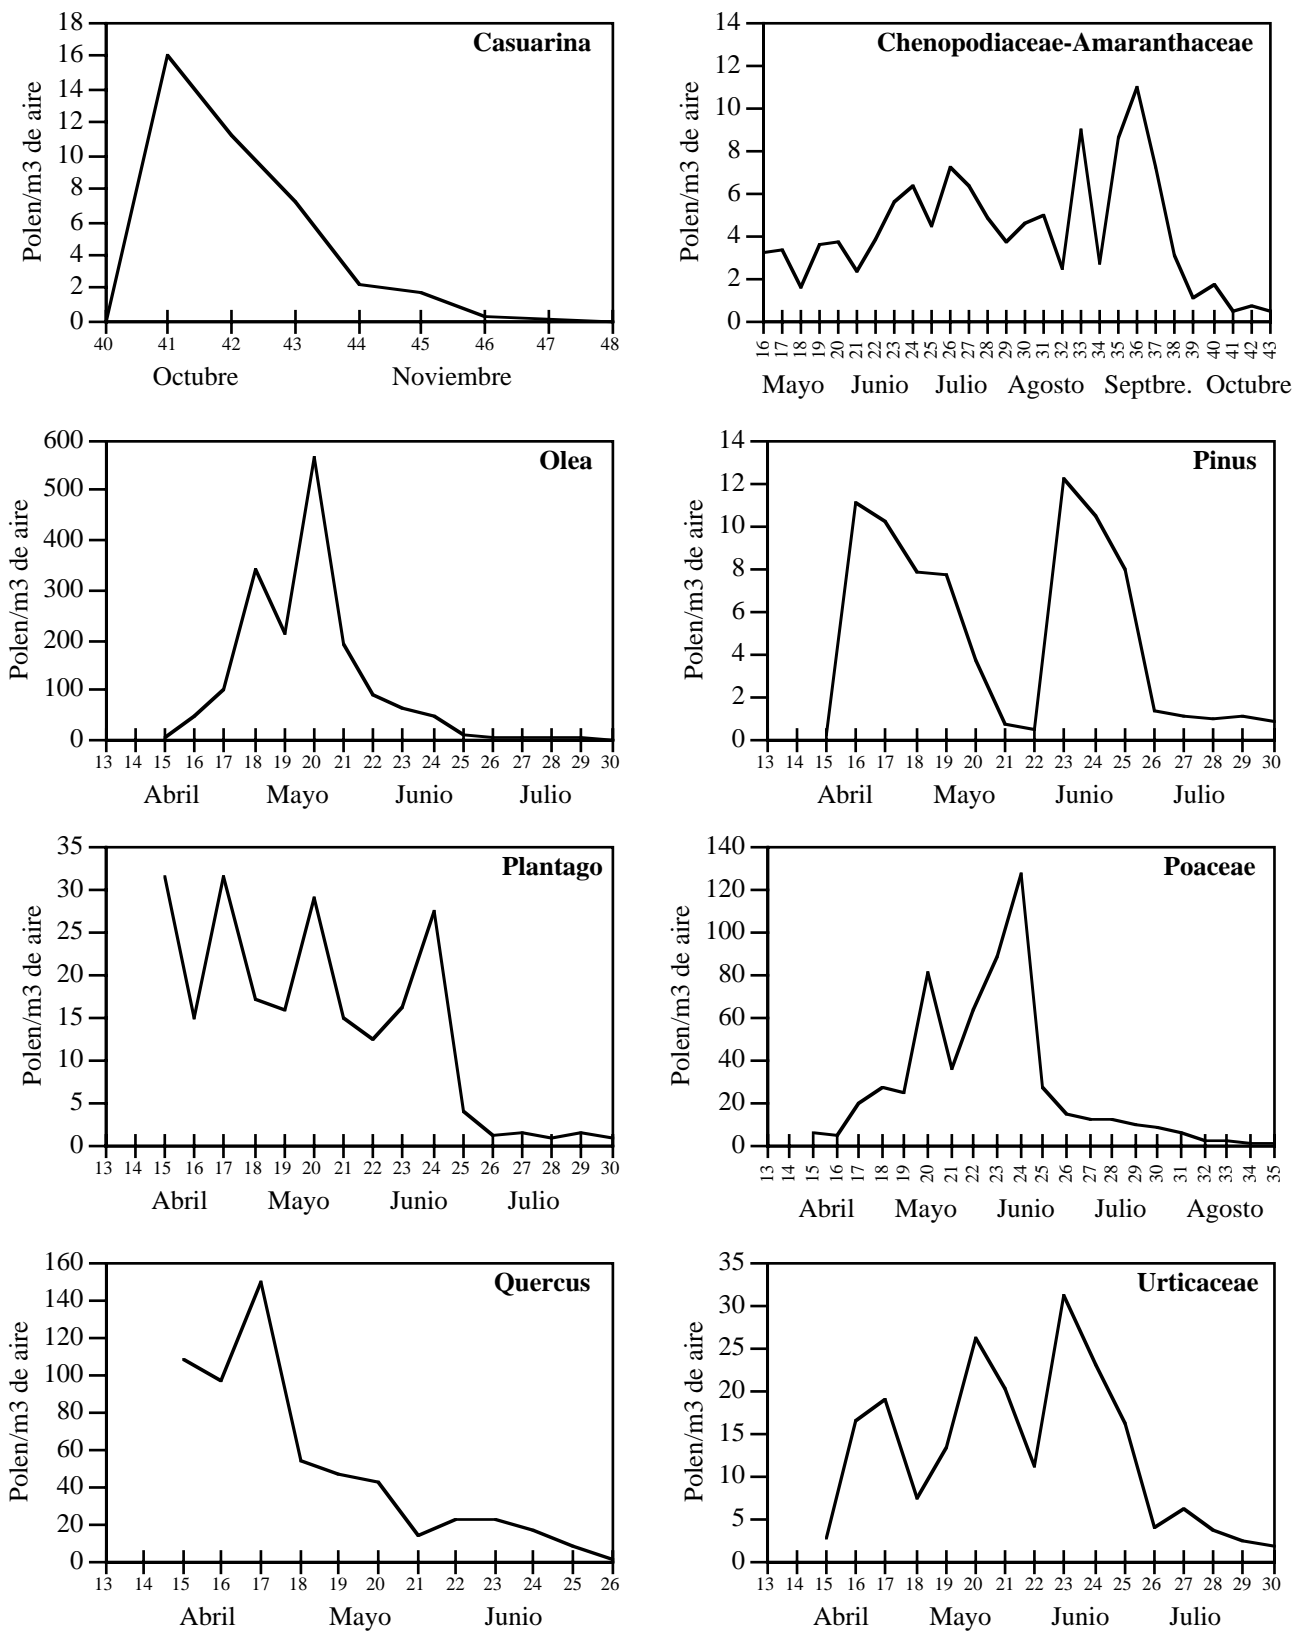 Casuarina
Polen/m3 de aire
18
16
14
12
10
8
6
4
2
0
40 41 42 43 44 45 46 47 48
Octubre Noviembre
Chenopodiaceae-Amaranthaceae
Polen/m3 de aire
14
12
10
8
6
4
2
0
16 17 18 19 20 21 22 23 24 25 26 27 28 29 30 31 32 33 34 35 36 37 38 39 40 41 42 43
Mayo Junio Julio Agosto Septbre. Octubre
Olea
Polen/m3 de aire
600
500
400
300
200
100
0
13 14 15 16 17 18 19 20 21 22 23 24 25 26 27 28 29 30
Abril Mayo Junio Julio
Pinus
Polen/m3 de aire
14
12
10
8
6
4
2
0
13 14 15 16 17 18 19 20 21 22 23 24 25 26 27 28 29 30
Abril Mayo Junio Julio
Plantago
Polen/m3 de aire
35
30
25
20
15
10
5
0
13 14 15 16 17 18 19 20 21 22 23 24 25 26 27 28 29 30
Abril Mayo Junio Julio
Poaceae
Polen/m3 de aire
140
120
100
80
60
40
20
0
13 14 15 16 17 18 19 20 21 22 23 24 25 26 27 28 29 30 31 32 33 34 35
Abril Mayo Junio Julio Agosto
Quercus
Polen/m3 de aire
160
140
120
100
80
60
40
20
0
13 14 15 16 17 18 19 20 21 22 23 24 25 26
Abril Mayo Junio
Urticaceae
Polen/m3 de aire
35
30
25
20
15
10
5
0
13 14 15 16 17 18 19 20 21 22 23 24 25 26 27 28 29 30
Abril Mayo Junio Julio